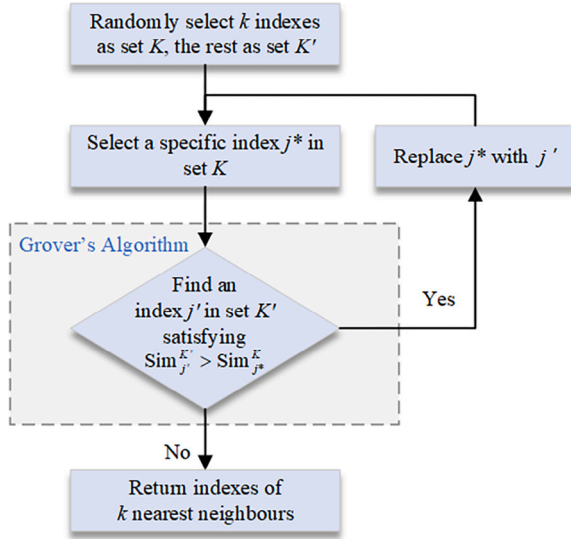 Randomly select k indexes
as set K, the rest as set K′
Select a specific index j* in
set K
Replace j* with j ′
Grover's Algorithm
Find an
index j′ in set K′
satisfying
Sim^{K′}_{j′} > Sim^{K}_{j*}
Yes
No
Return indexes of
k nearest neighbours